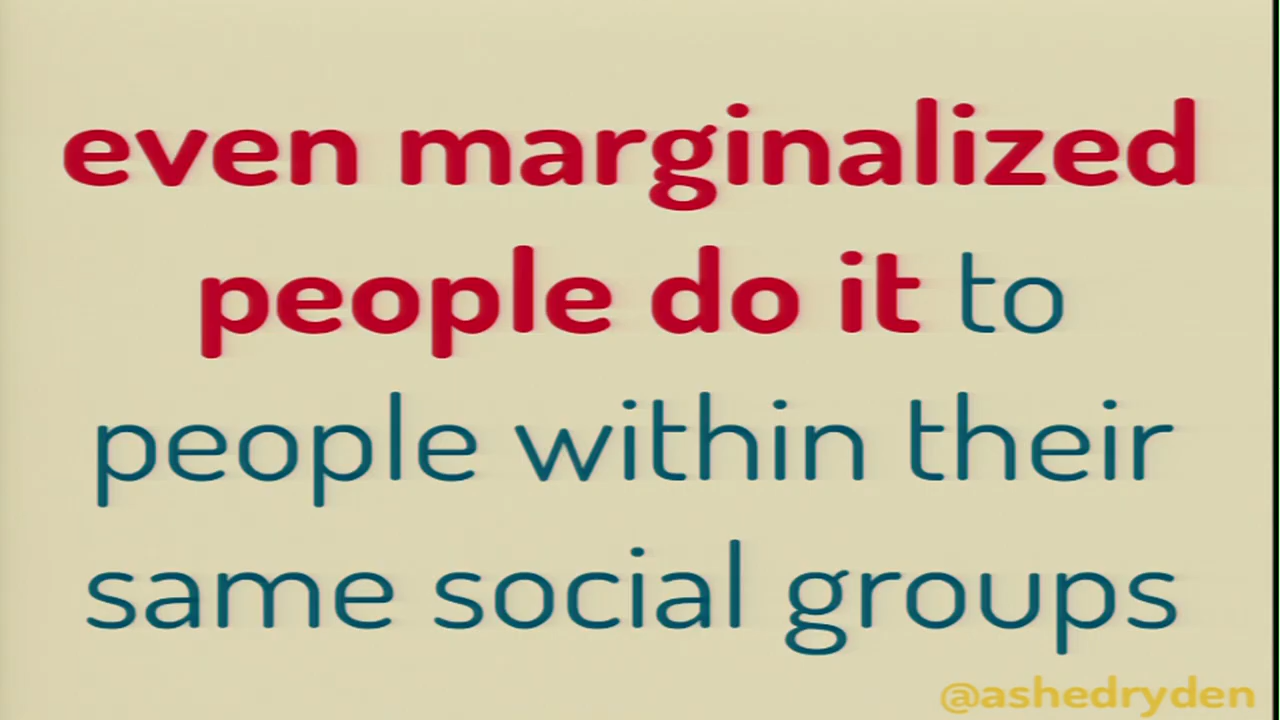 even marginalized
people do it to
people within their
same social groups
@ashedryden